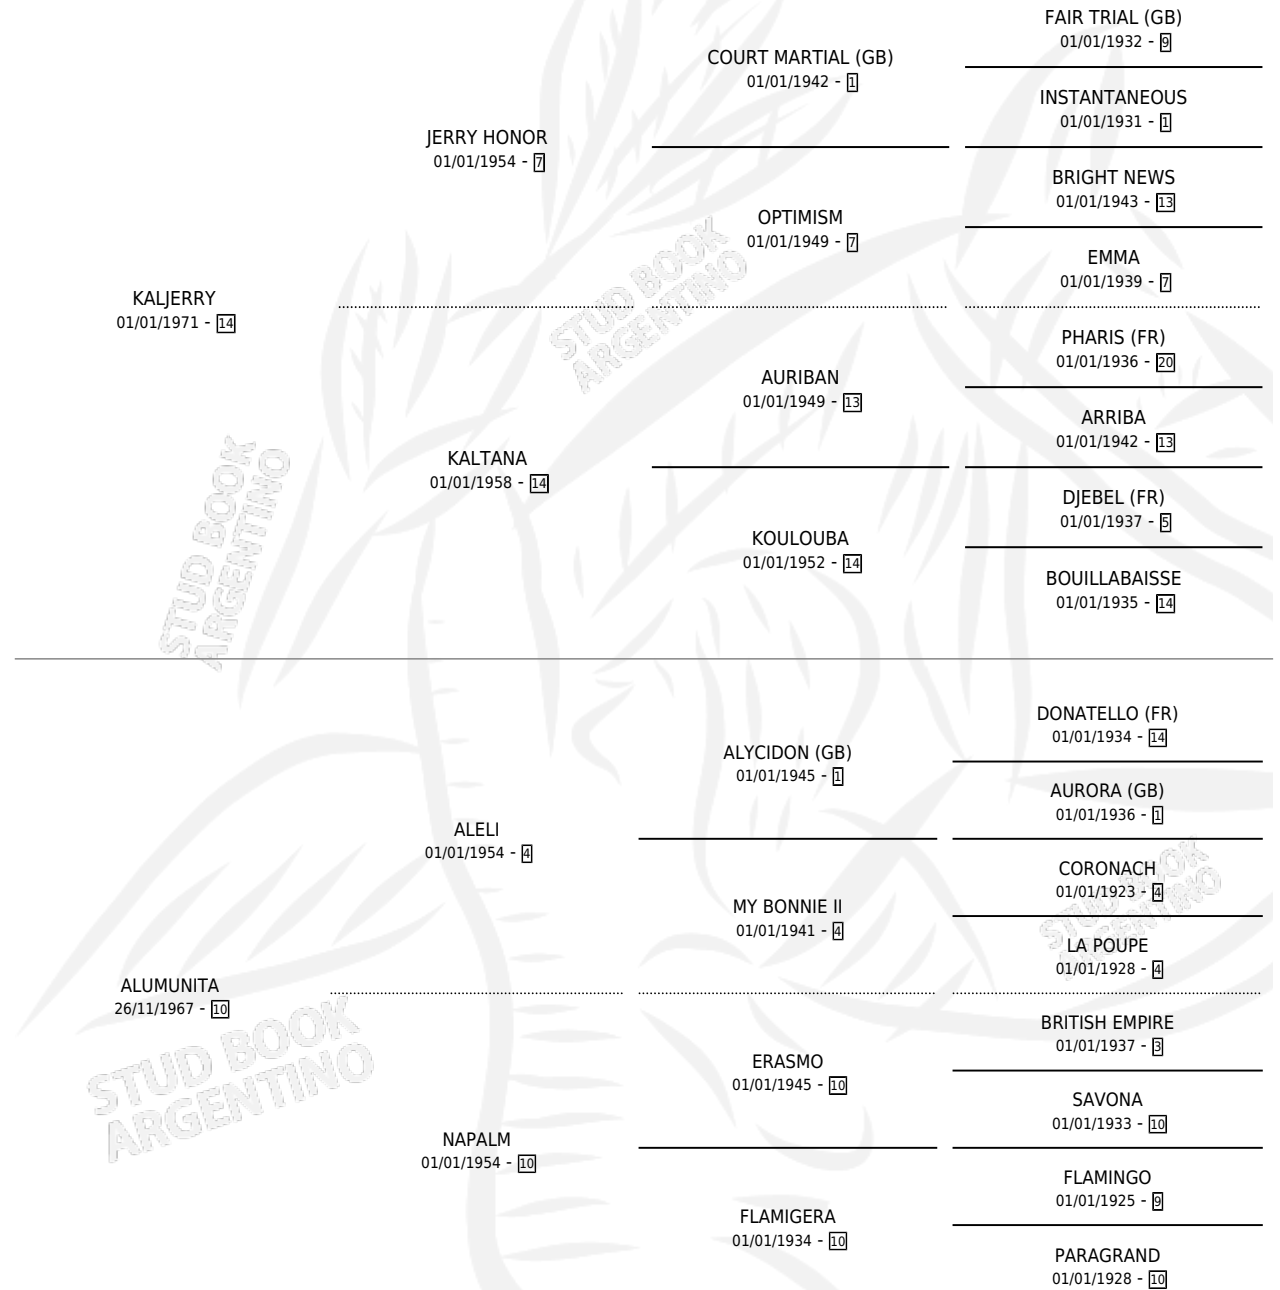 FAIR TRIAL (GB)
01/01/1932 - 9
COURT MARTIAL (GB)
01/01/1942 - 1
INSTANTANEOUS
01/01/1931 - 1
JERRY HONOR
01/01/1954 - 7
BRIGHT NEWS
01/01/1943 - 13
OPTIMISM
01/01/1949 - 7
EMMA
01/01/1939 - 7
KALJERRY
01/01/1971 - 14
PHARIS (FR)
01/01/1936 - 20
AURIBAN
01/01/1949 - 13
ARRIBA
01/01/1942 - 13
KALTANA
01/01/1958 - 14
DJEBEL (FR)
01/01/1937 - 5
KOULOUBA
01/01/1952 - 14
BOUILLABAISSE
01/01/1935 - 14
DONATELLO (FR)
01/01/1934 - 14
ALYCIDON (GB)
01/01/1945 - 1
AURORA (GB)
01/01/1936 - 1
ALELI
01/01/1954 - 4
CORONACH
01/01/1923 - 4
MY BONNIE II
01/01/1941 - 4
LA POUPE
01/01/1928 - 4
ALUMUNITA
26/11/1967 - 10
BRITISH EMPIRE
01/01/1937 - 3
ERASMO
01/01/1945 - 10
SAVONA
01/01/1933 - 10
NAPALM
01/01/1954 - 10
FLAMINGO
01/01/1925 - 9
FLAMIGERA
01/01/1934 - 10
PARAGRAND
01/01/1928 - 10
STUD BOOK
ARGENTINO
STUD BOOK
ARGENTINO
STUD BOOK
ARGENTINO
STUD BOOK
ARGENTINO